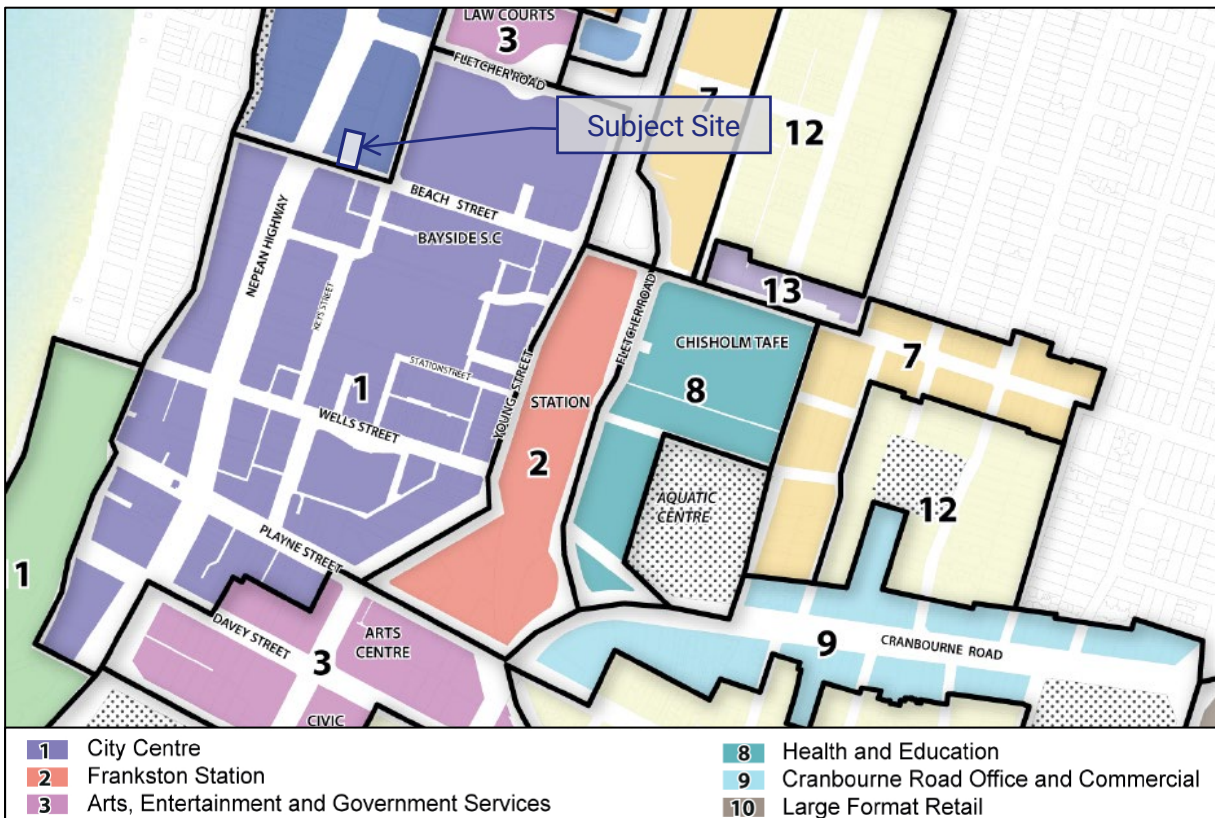 LAW COURTS
3
FLETCHER ROAD
7
Subject Site
12
BEACH STREET
BAYSIDE S.C
NEPEAN HIGHWAY
KEYS STREET
13
FLETCHER ROAD
CHISOLM TAFE
7
STATION STREET
YOUNG STREET
STATION
8
1
WELLS STREET
2
AQUATIC
CENTRE
12
PLAYNE STREET
1
DAVEY STREET
ARTS
CENTRE
3
9
CRANBOURNE ROAD
CIVIC
1 City Centre
2 Frankston Station
3 Arts, Entertainment and Government Services
8 Health and Education
9 Cranbourne Road Office and Commercial
10 Large Format Retail